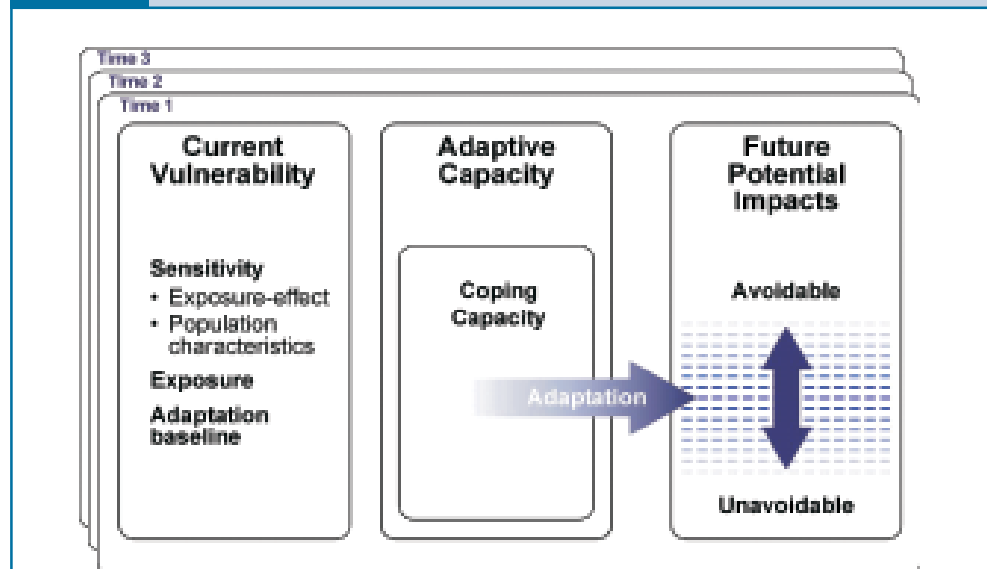 Time 3
Time 2
Time 1
Current
Vulnerability
Sensitivity
• Exposure-effect
• Population
characteristics
Exposure
Adaptation
baseline
Adaptive
Capacity
Coping
Capacity
Adaptation
Future
Potential
Impacts
Avoidable
Unavoidable